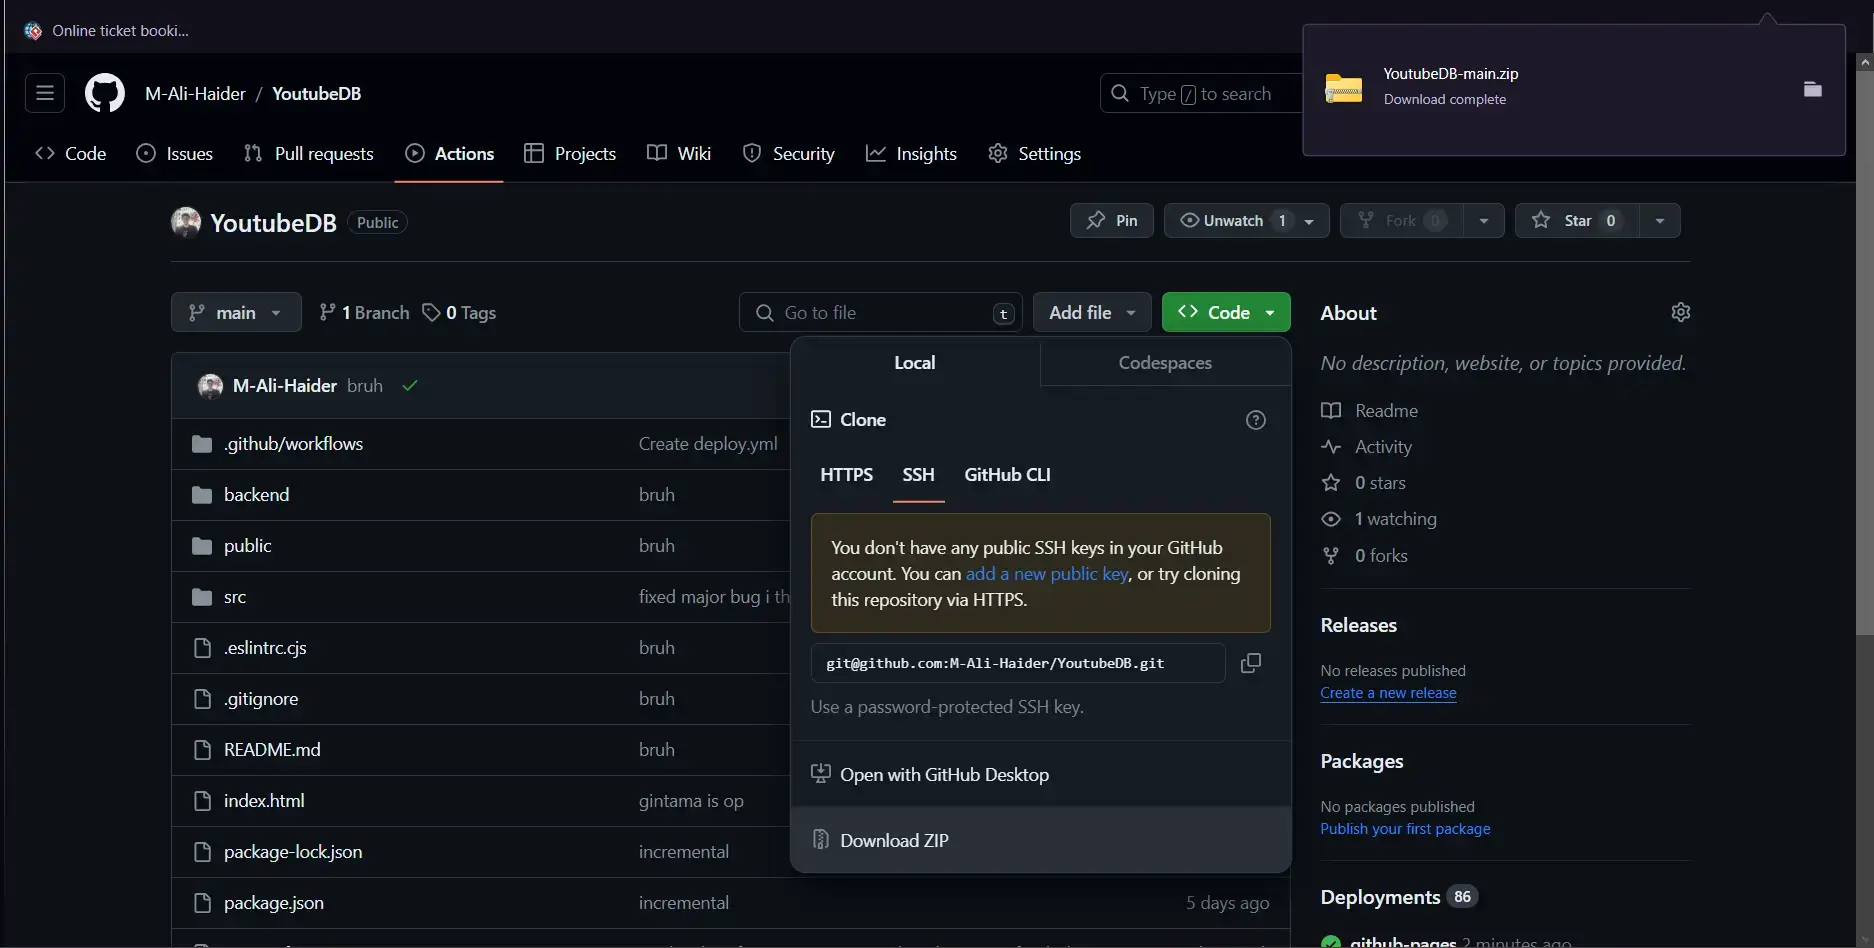 Online ticket booki...
YoutubeDB-main.zip
Download complete
M-Ali-Haider / YoutubeDB
Type / to search
Code
Issues
Pull requests
Actions
Projects
Wiki
Security
Insights
Settings
YoutubeDB Public
Pin
Unwatch 1
Fork 0
Star 0
main
1 Branch
0 Tags
Go to file t
Add file
Code
M-Ali-Haider bruh
.github/workflows Create deploy.yml
backend bruh
public bruh
src fixed major bug i th
.eslintrc.cjs bruh
.gitignore bruh
README.md bruh
index.html gintama is op
package-lock.json incremental
package.json incremental 5 days ago
Local
Codespaces
Clone
HTTPS SSH GitHub CLI
You don't have any public SSH keys in your GitHub
account. You can add a new public key, or try cloning
this repository via HTTPS.
git@github.com:M-Ali-Haider/YoutubeDB.git
Use a password-protected SSH key.
Open with GitHub Desktop
Download ZIP
About
No description, website, or topics provided.
Readme
Activity
0 stars
1 watching
0 forks
Releases
No releases published
Create a new release
Packages
No packages published
Publish your first package
Deployments 86
github-pages 2 minutes ago